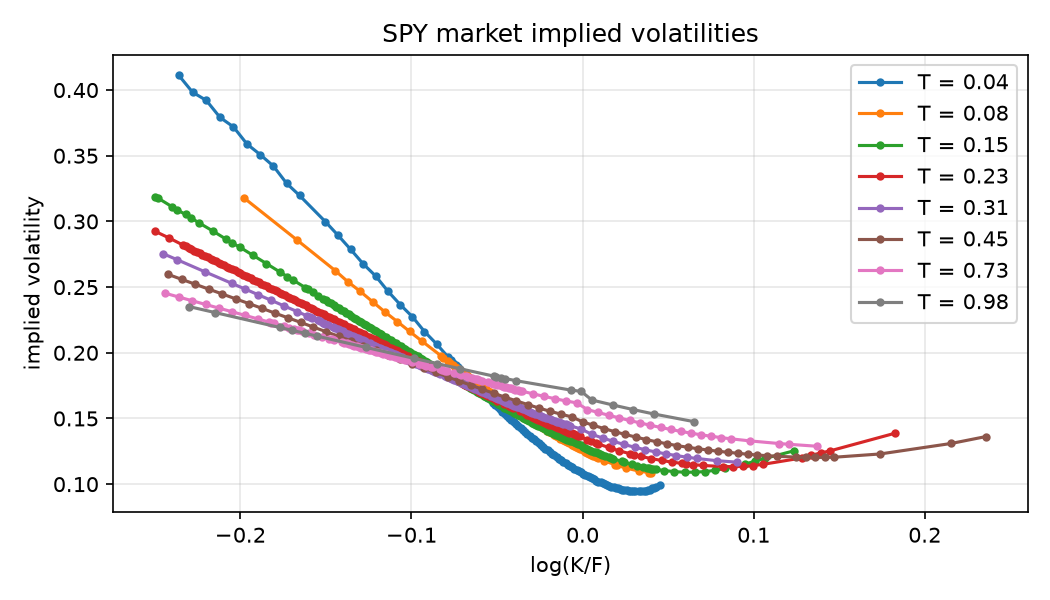 SPY market implied volatilities
0.40
0.35
0.30
0.25
0.20
0.15
0.10
implied volatility
T = 0.04
T = 0.08
T = 0.15
T = 0.23
T = 0.31
T = 0.45
T = 0.73
T = 0.98
−0.2 −0.1 0.0 0.1 0.2
log(K/F)